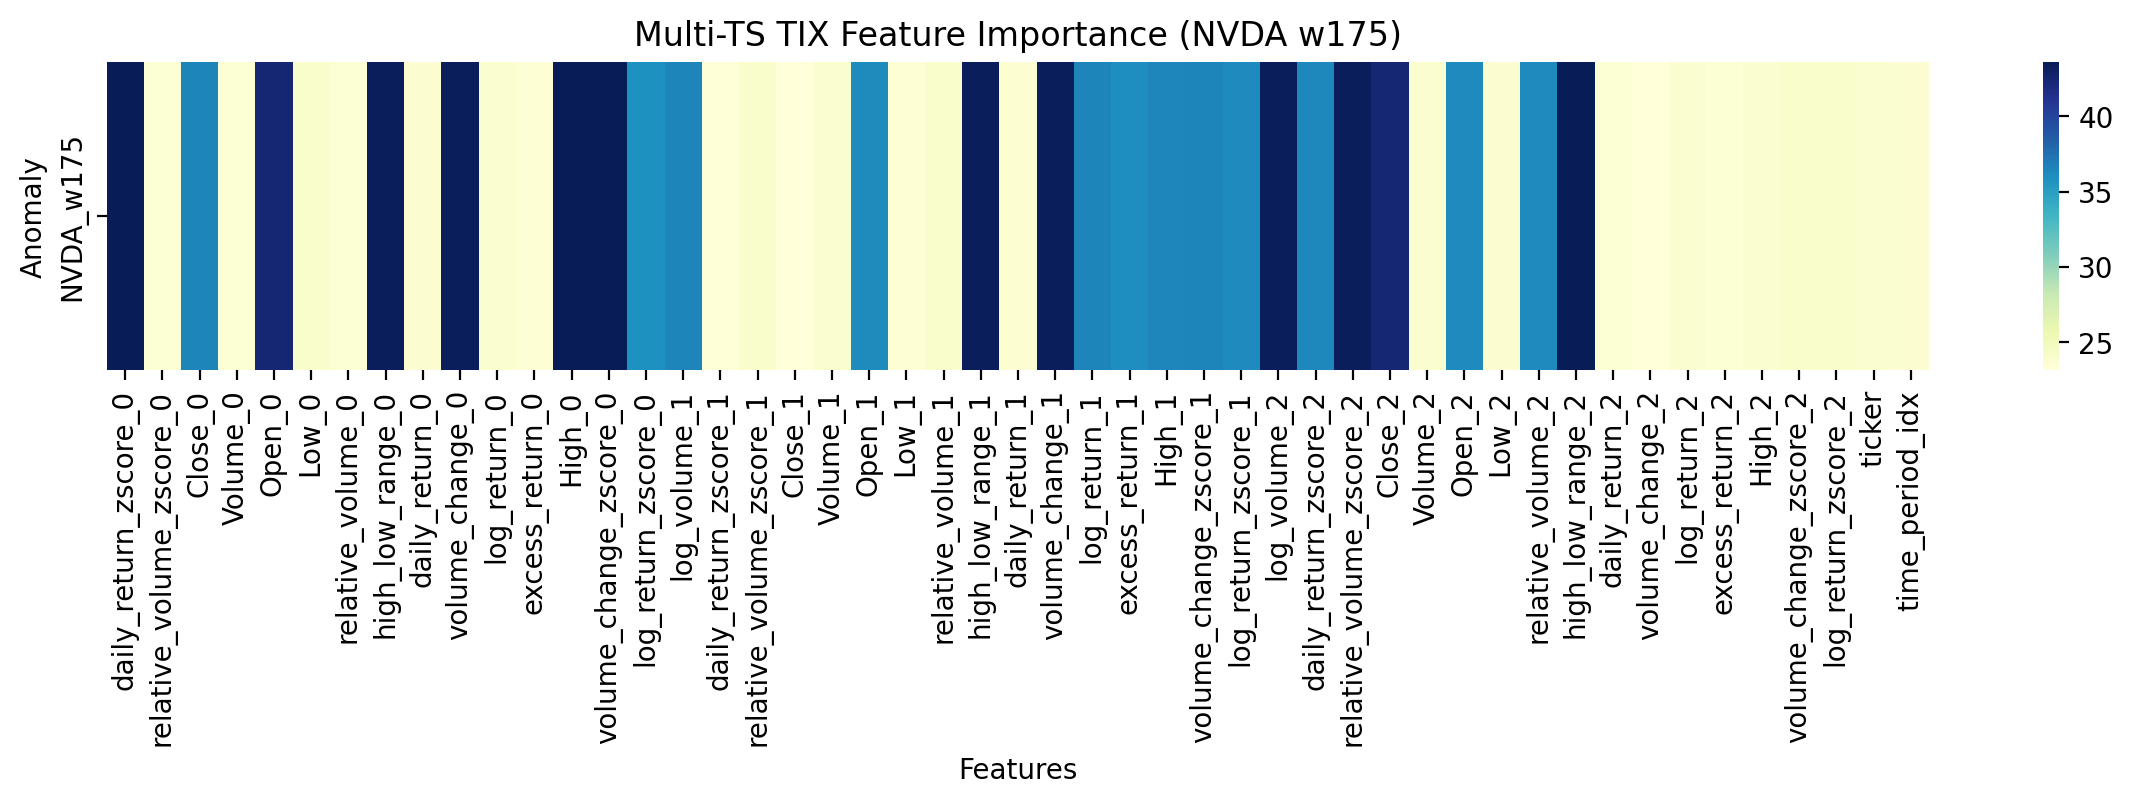 Multi-TS TIX Feature Importance (NVDA w175)
Anomaly
NVDA_w175
40
35
30
25
daily_return_zscore_0
relative_volume_zscore_0
Close_0
Volume_0
Open_0
Low_0
relative_volume_0
high_low_range_0
daily_return_0
volume_change_0
log_return_0
excess_return_0
High_0
volume_change_zscore_0
log_return_zscore_0
log_volume_1
daily_return_zscore_1
relative_volume_zscore_1
Close_1
Volume_1
Open_1
Low_1
relative_volume_1
high_low_range_1
daily_return_1
volume_change_1
log_return_1
excess_return_1
High_1
volume_change_zscore_1
log_return_zscore_1
log_volume_2
daily_return_zscore_2
relative_volume_zscore_2
Close_2
Volume_2
Open_2
Low_2
relative_volume_2
high_low_range_2
daily_return_2
volume_change_2
log_return_2
excess_return_2
High_2
volume_change_zscore_2
log_return_zscore_2
ticker
time_period_idx
Features